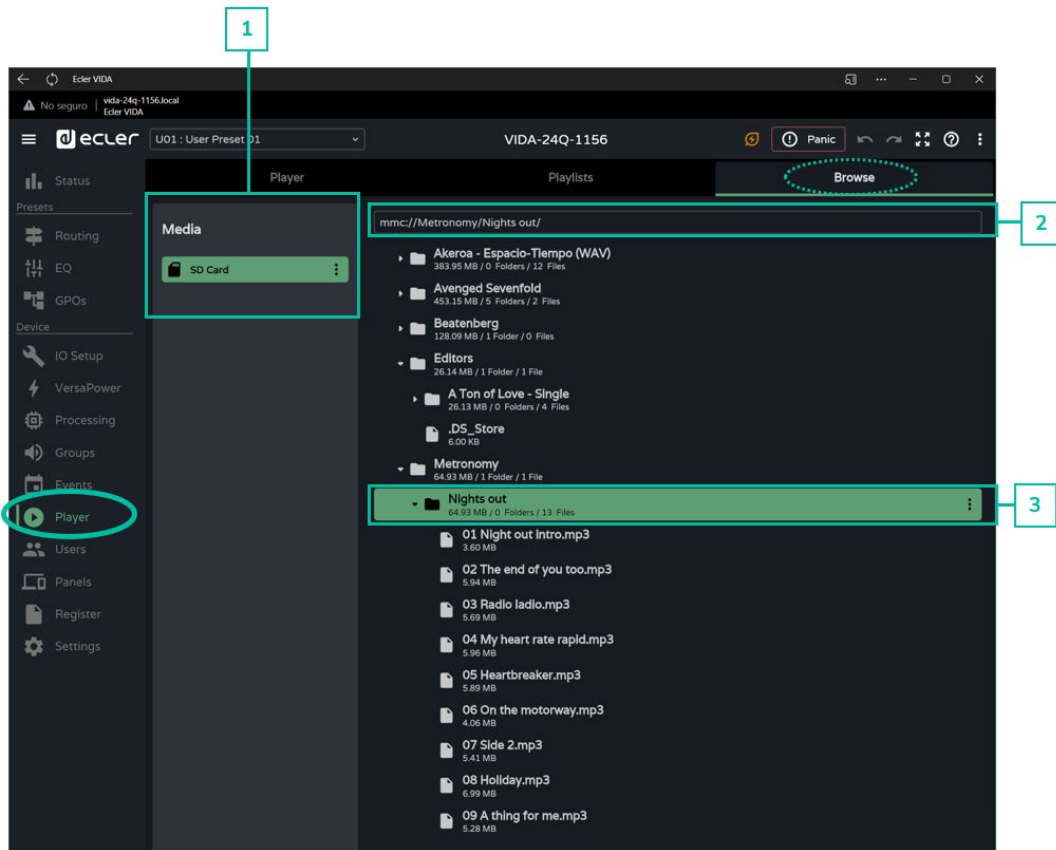 1
Ecler VIDA
No seguro
vida-24q-1156.local
Ecler VIDA
ecler
U01 : User Preset 01
VIDA-24Q-1156
Panic
Status
Presets
Routing
EQ
GPOs
Device
IO Setup
VersaPower
Processing
Groups
Events
Player
Users
Panels
Register
Settings
Player
Playlists
Browse
Media
SD Card
mmc://Metronomy/Nights out/
2
Akeroa - Espacio-Tiempo (WAV)
383.95 MB / 0 Folders / 12 Files
Avenged Sevenfold
453.15 MB / 5 Folders / 2 Files
Beatenberg
128.09 MB / 1 Folder / 0 Files
Editors
26.14 MB / 1 Folder / 1 File
A Ton of Love - Single
26.13 MB / 0 Folders / 4 Files
.DS_Store
6.00 KB
Metronomy
64.93 MB / 1 Folder / 1 File
Nights out
64.93 MB / 0 Folders / 13 Files
3
01 Night out intro.mp3
3.60 MB
02 The end of you too.mp3
5.94 MB
03 Radio ladio.mp3
5.69 MB
04 My heart rate rapid.mp3
5.96 MB
05 Heartbreaker.mp3
5.89 MB
06 On the motorway.mp3
4.06 MB
07 Side 2.mp3
5.41 MB
08 Holiday.mp3
6.99 MB
09 A thing for me.mp3
5.28 MB